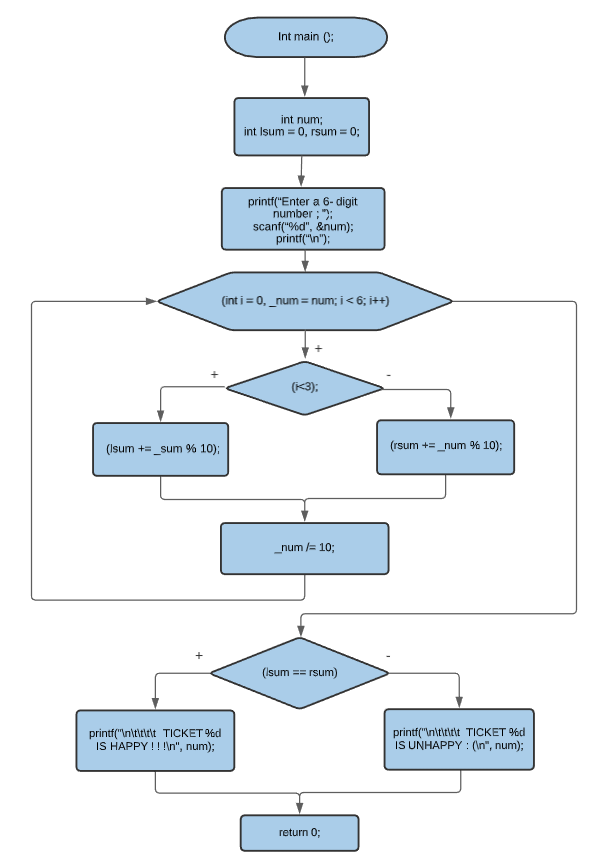 Int main ();
int num;
int lsum = 0, rsum = 0;
printf("Enter a 6- digit
number ; ");
scanf("%d", &num);
printf("\n");
(int i = 0, _num = num; i < 6; i++)
+
(i<3);
+
-
(lsum += _sum % 10);
(rsum += _num % 10);
_num /= 10;
+
-
(lsum == rsum)
printf("\n\t\t\t\t TICKET %d
IS HAPPY ! ! !\n", num);
printf("\n\t\t\t\t TICKET %d
IS UNHAPPY : (\n", num);
return 0;